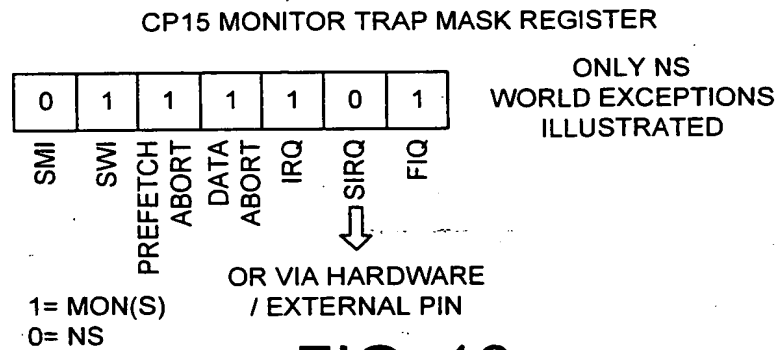 CP15 MONITOR TRAP MASK REGISTER
0 1 1 1 1 0 1
ONLY NS
WORLD EXCEPTIONS
ILLUSTRATED
SMI
SWI
PREFETCH
ABORT
DATA
ABORT
IRQ
SIRQ
FIQ
OR VIA HARDWARE
/ EXTERNAL PIN
1= MON(S)
0= NS